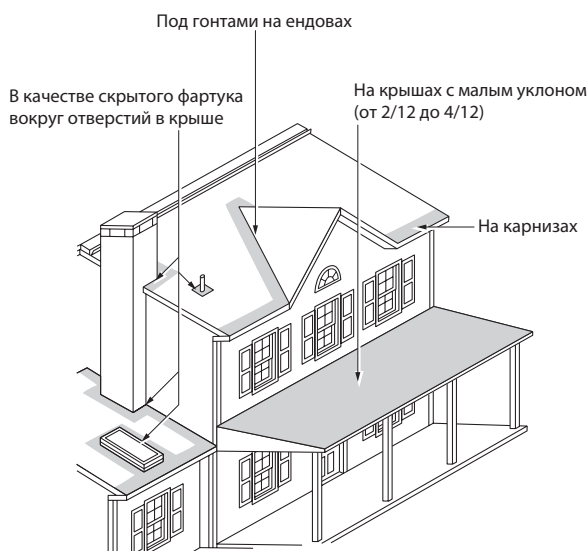 Под гонтами на ендовах
В качестве скрытого фартука
вокруг отверстий в крыше
На крышах с малым уклоном
(от 2/12 до 4/12)
На карнизах